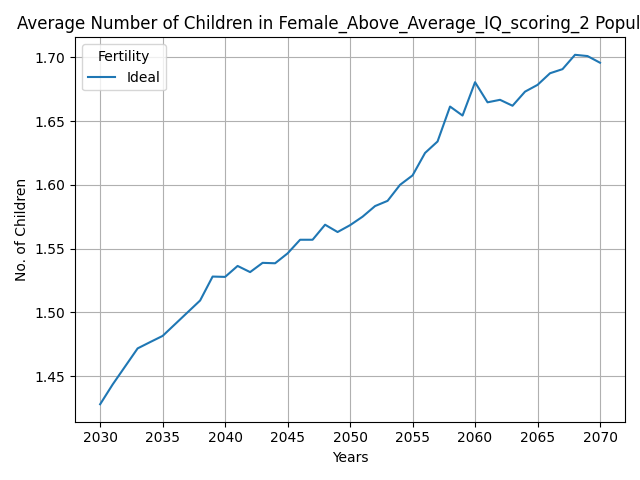 Average Number of Children in Female_Above_Average_IQ_scoring_2 Popul
Fertility
Ideal
No. of Children
1.70
1.65
1.60
1.55
1.50
1.45
2030 2035 2040 2045 2050 2055 2060 2065 2070
Years